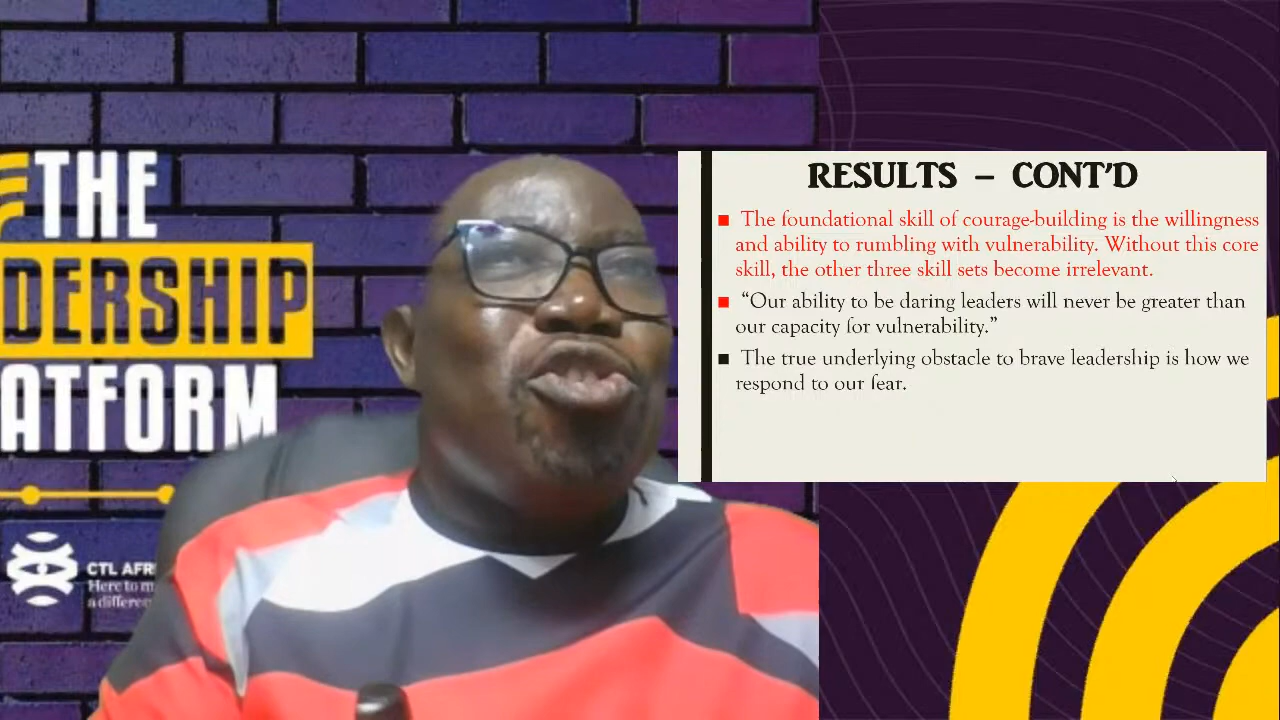 THE
DERSHIP
ATFORM
CTL AFRI
Here to m
a differen
RESULTS – CONT'D
The foundational skill of courage-building is the willingness
and ability to rumbling with vulnerability. Without this core
skill, the other three skill sets become irrelevant.
“Our ability to be daring leaders will never be greater than
our capacity for vulnerability.”
The true underlying obstacle to brave leadership is how we
respond to our fear.